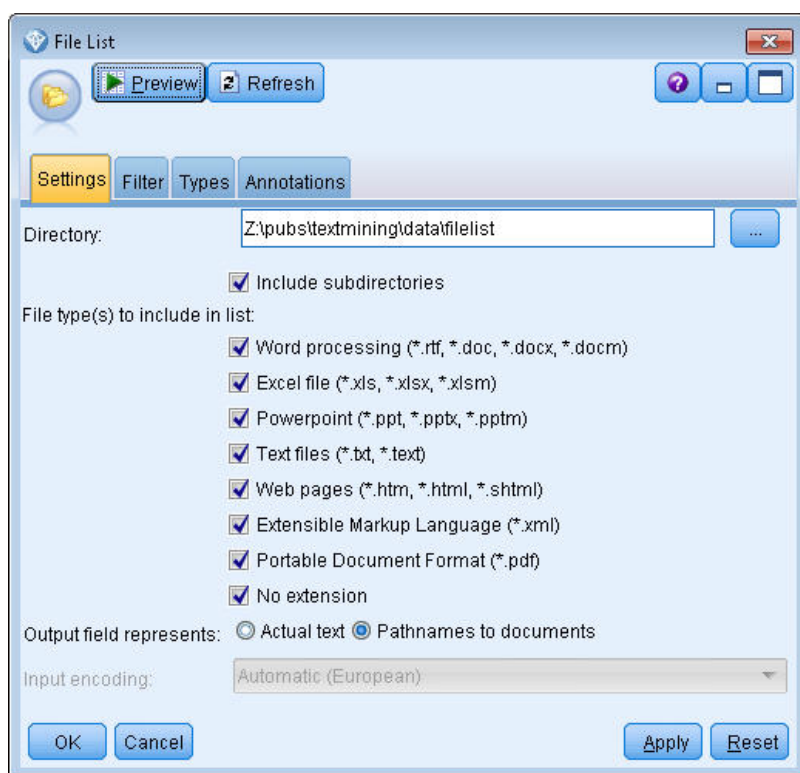 File List
Preview Refresh
Settings Filter Types Annotations
Directory: Z:\pubs\textmining\data\filelist ...
Include subdirectories
File type(s) to include in list:
Word processing (*.rtf, *.doc, *.docx, *.docm)
Excel file (*.xls, *.xlsx, *.xlsm)
Powerpoint (*.ppt, *.pptx, *.pptm)
Text files (*.txt, *.text)
Web pages (*.htm, *.html, *.shtml)
Extensible Markup Language (*.xml)
Portable Document Format (*.pdf)
No extension
Output field represents: Actual text Pathnames to documents
Input encoding: Automatic (European)
OK Cancel Apply Reset